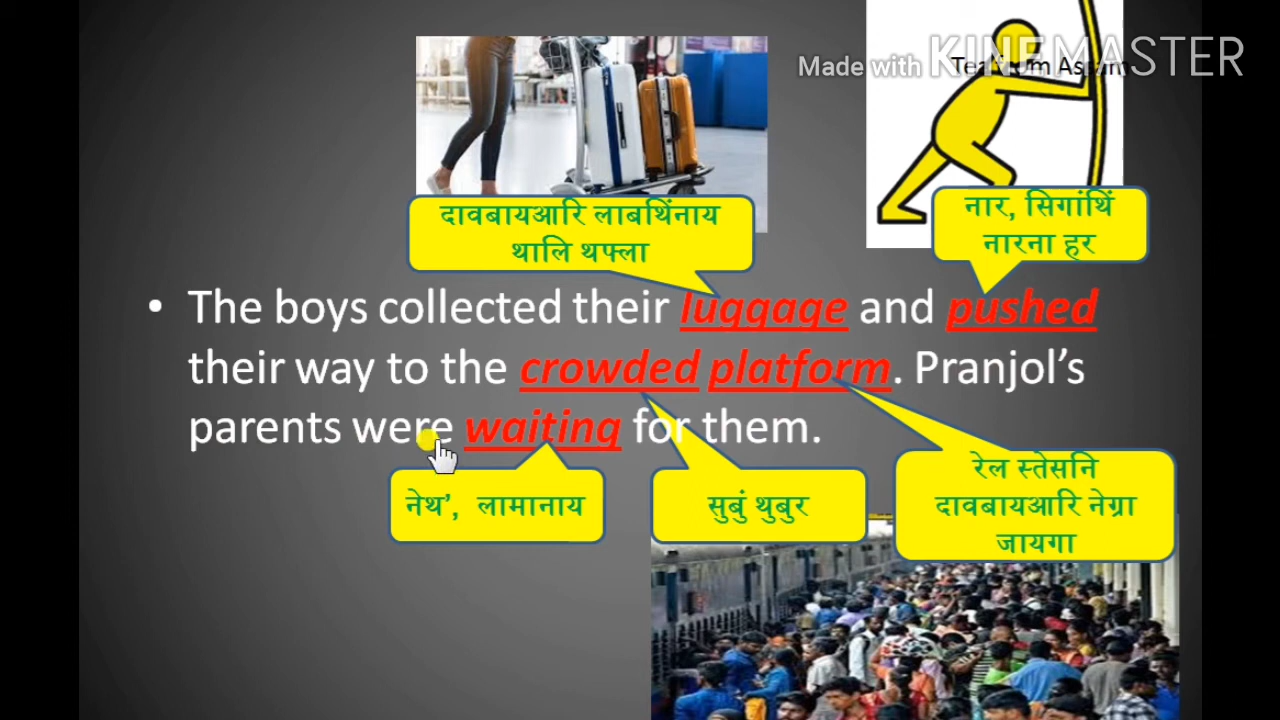 Made with KINEMASTER
दावबायआरि लाबथिंनाय
थालि थफ्ला
नार, सिगांथिं
नारना हर
• The boys collected their luggage and pushed
their way to the crowded platform. Pranjol’s
parents were waiting for them.
नेथ’, लामानाय
सुबुं थुबुर
रेल स्तेसनि
दावबायआरि नेग्रा
जायगा